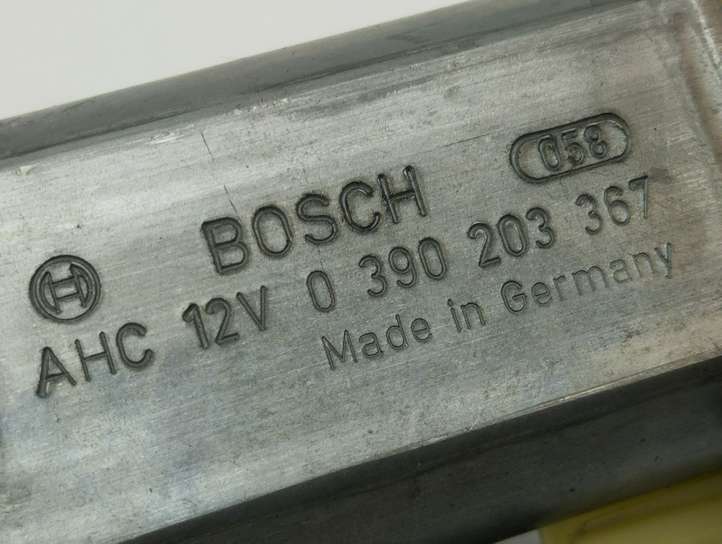 058
BOSCH
AHC 12V 0 390 203 367
Made in Germany